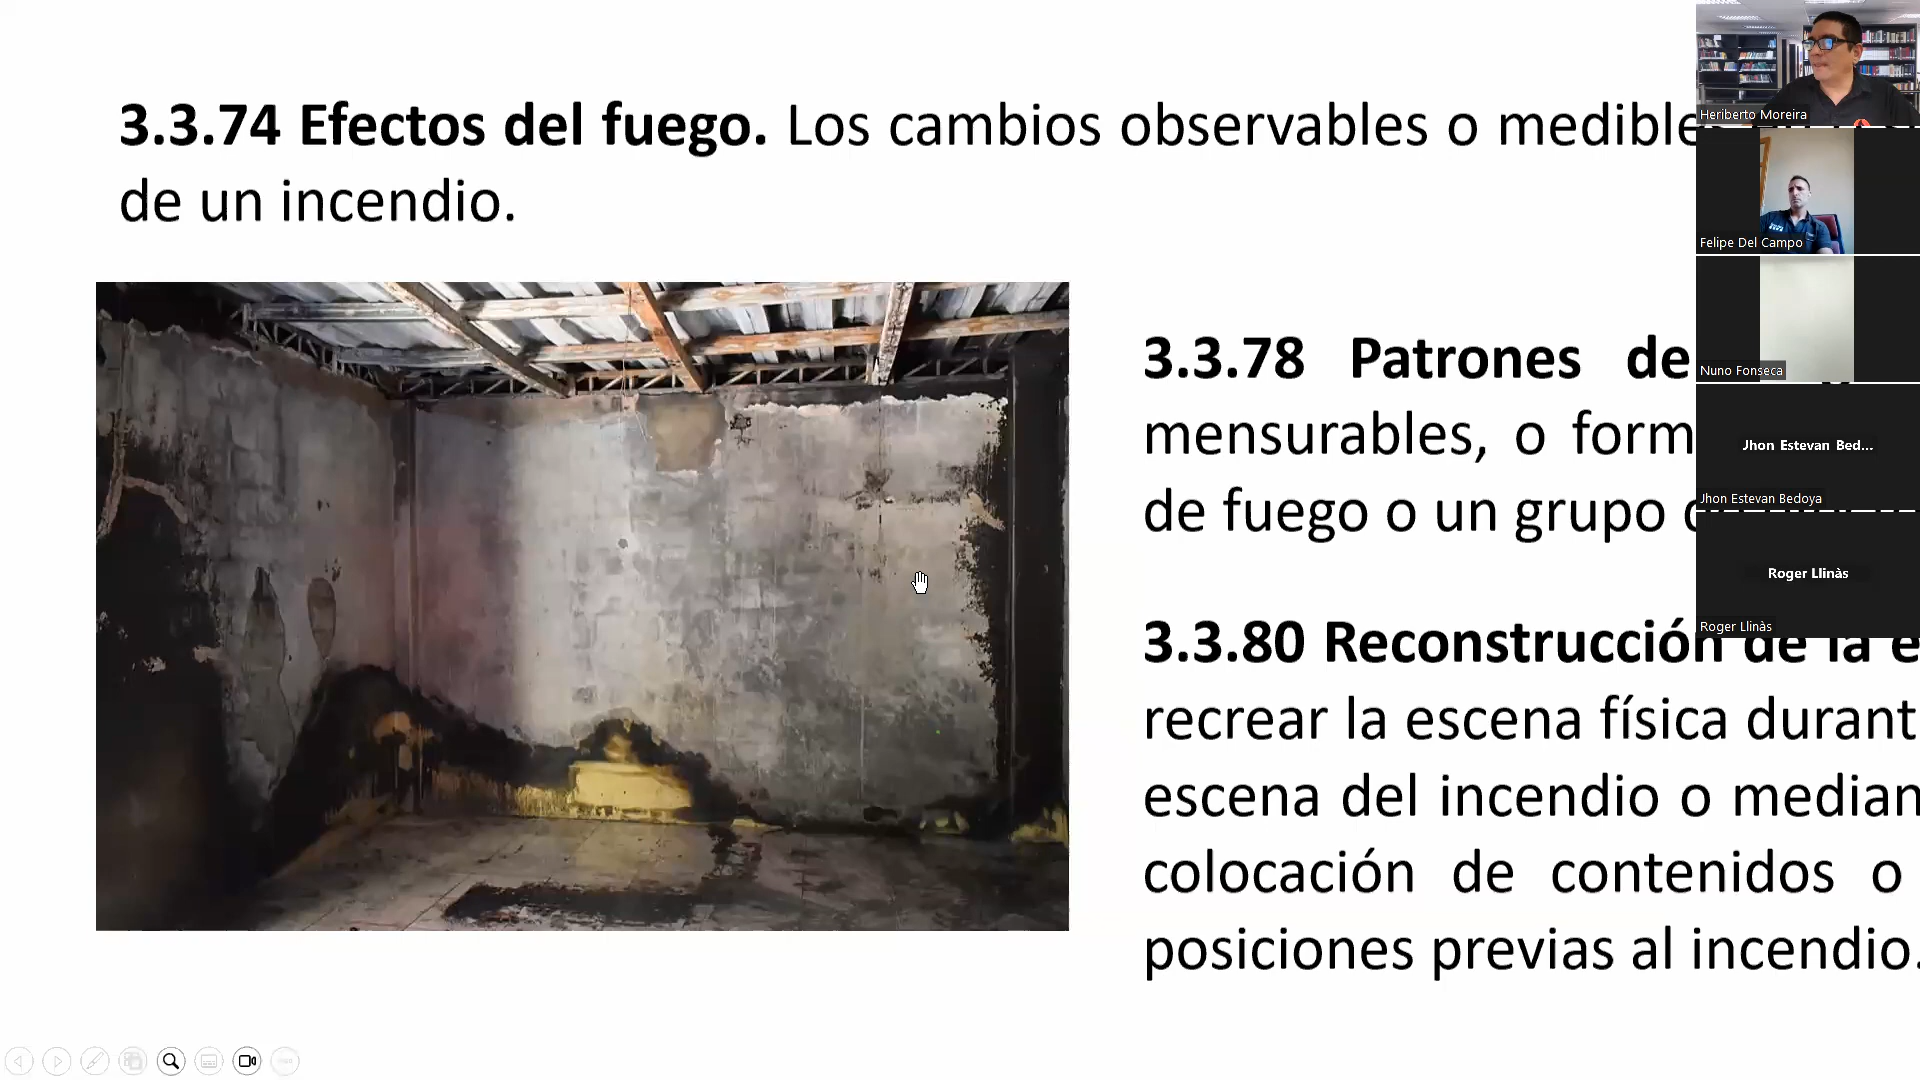 3.3.74 Efectos del fuego. Los cambios observables o medibles
de un incendio.
3.3.78 Patrones de
mensurables, o form
de fuego o un grupo
3.3.80 Reconstrucción de la e
recrear la escena física durant
escena del incendio o median
colocación de contenidos o
posiciones previas al incendio.
Heriberto Moreira
Felipe Del Campo
Nuno Fonseca
Jhon Estevan Bed...
Jhon Estevan Bedoya
Roger Llinàs
Roger Llinàs